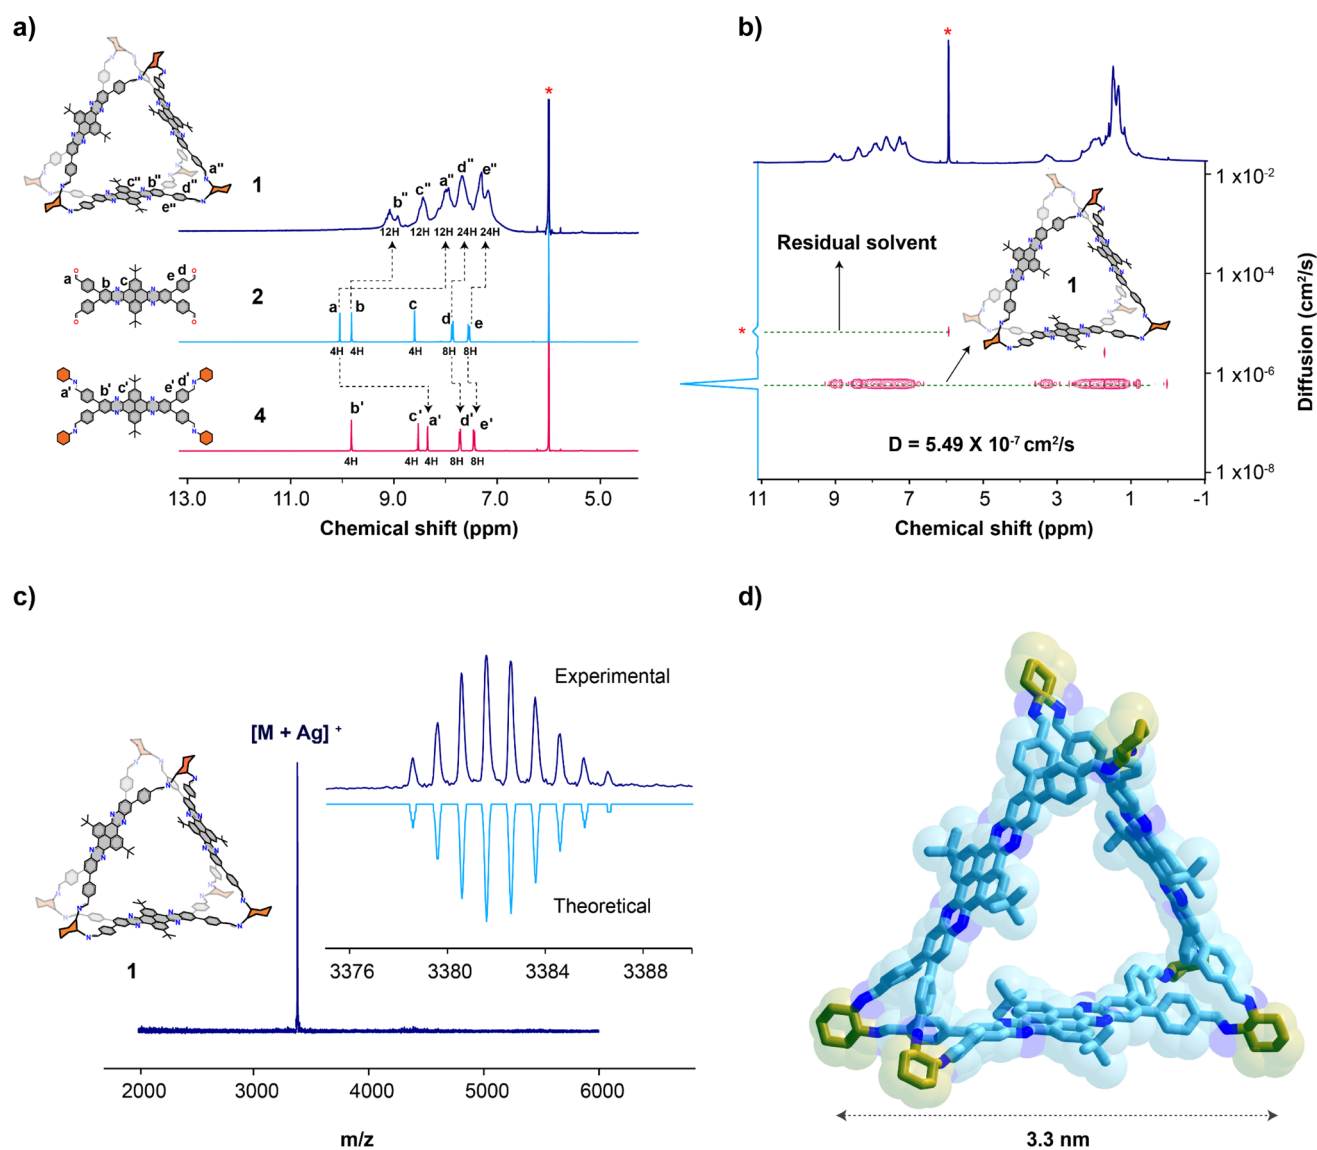 a)
a"
c" b"
d"
e"
1
*
b"
c"
a"
d"
e"
12H 12H 12H 24H 24H
a
b
c
d
e
2
a
b
c
d
e
4H 4H 4H 8H 8H
a'
b'
c'
e'
d'
4
b'
c'
a'
d'
e'
4H 4H 4H 8H 8H
13.0 11.0 9.0 7.0 5.0
Chemical shift (ppm)
b)
*
Residual solvent
1
*
D = 5.49 X 10-7 cm2/s
1 x10-2
1 x10-4
1 x10-6
1 x10-8
Diffusion (cm2/s)
11 9 7 5 3 1 -1
Chemical shift (ppm)
c)
1
[M + Ag] +
Experimental
Theoretical
3376 3380 3384 3388
2000 3000 4000 5000 6000
m/z
d)
3.3 nm